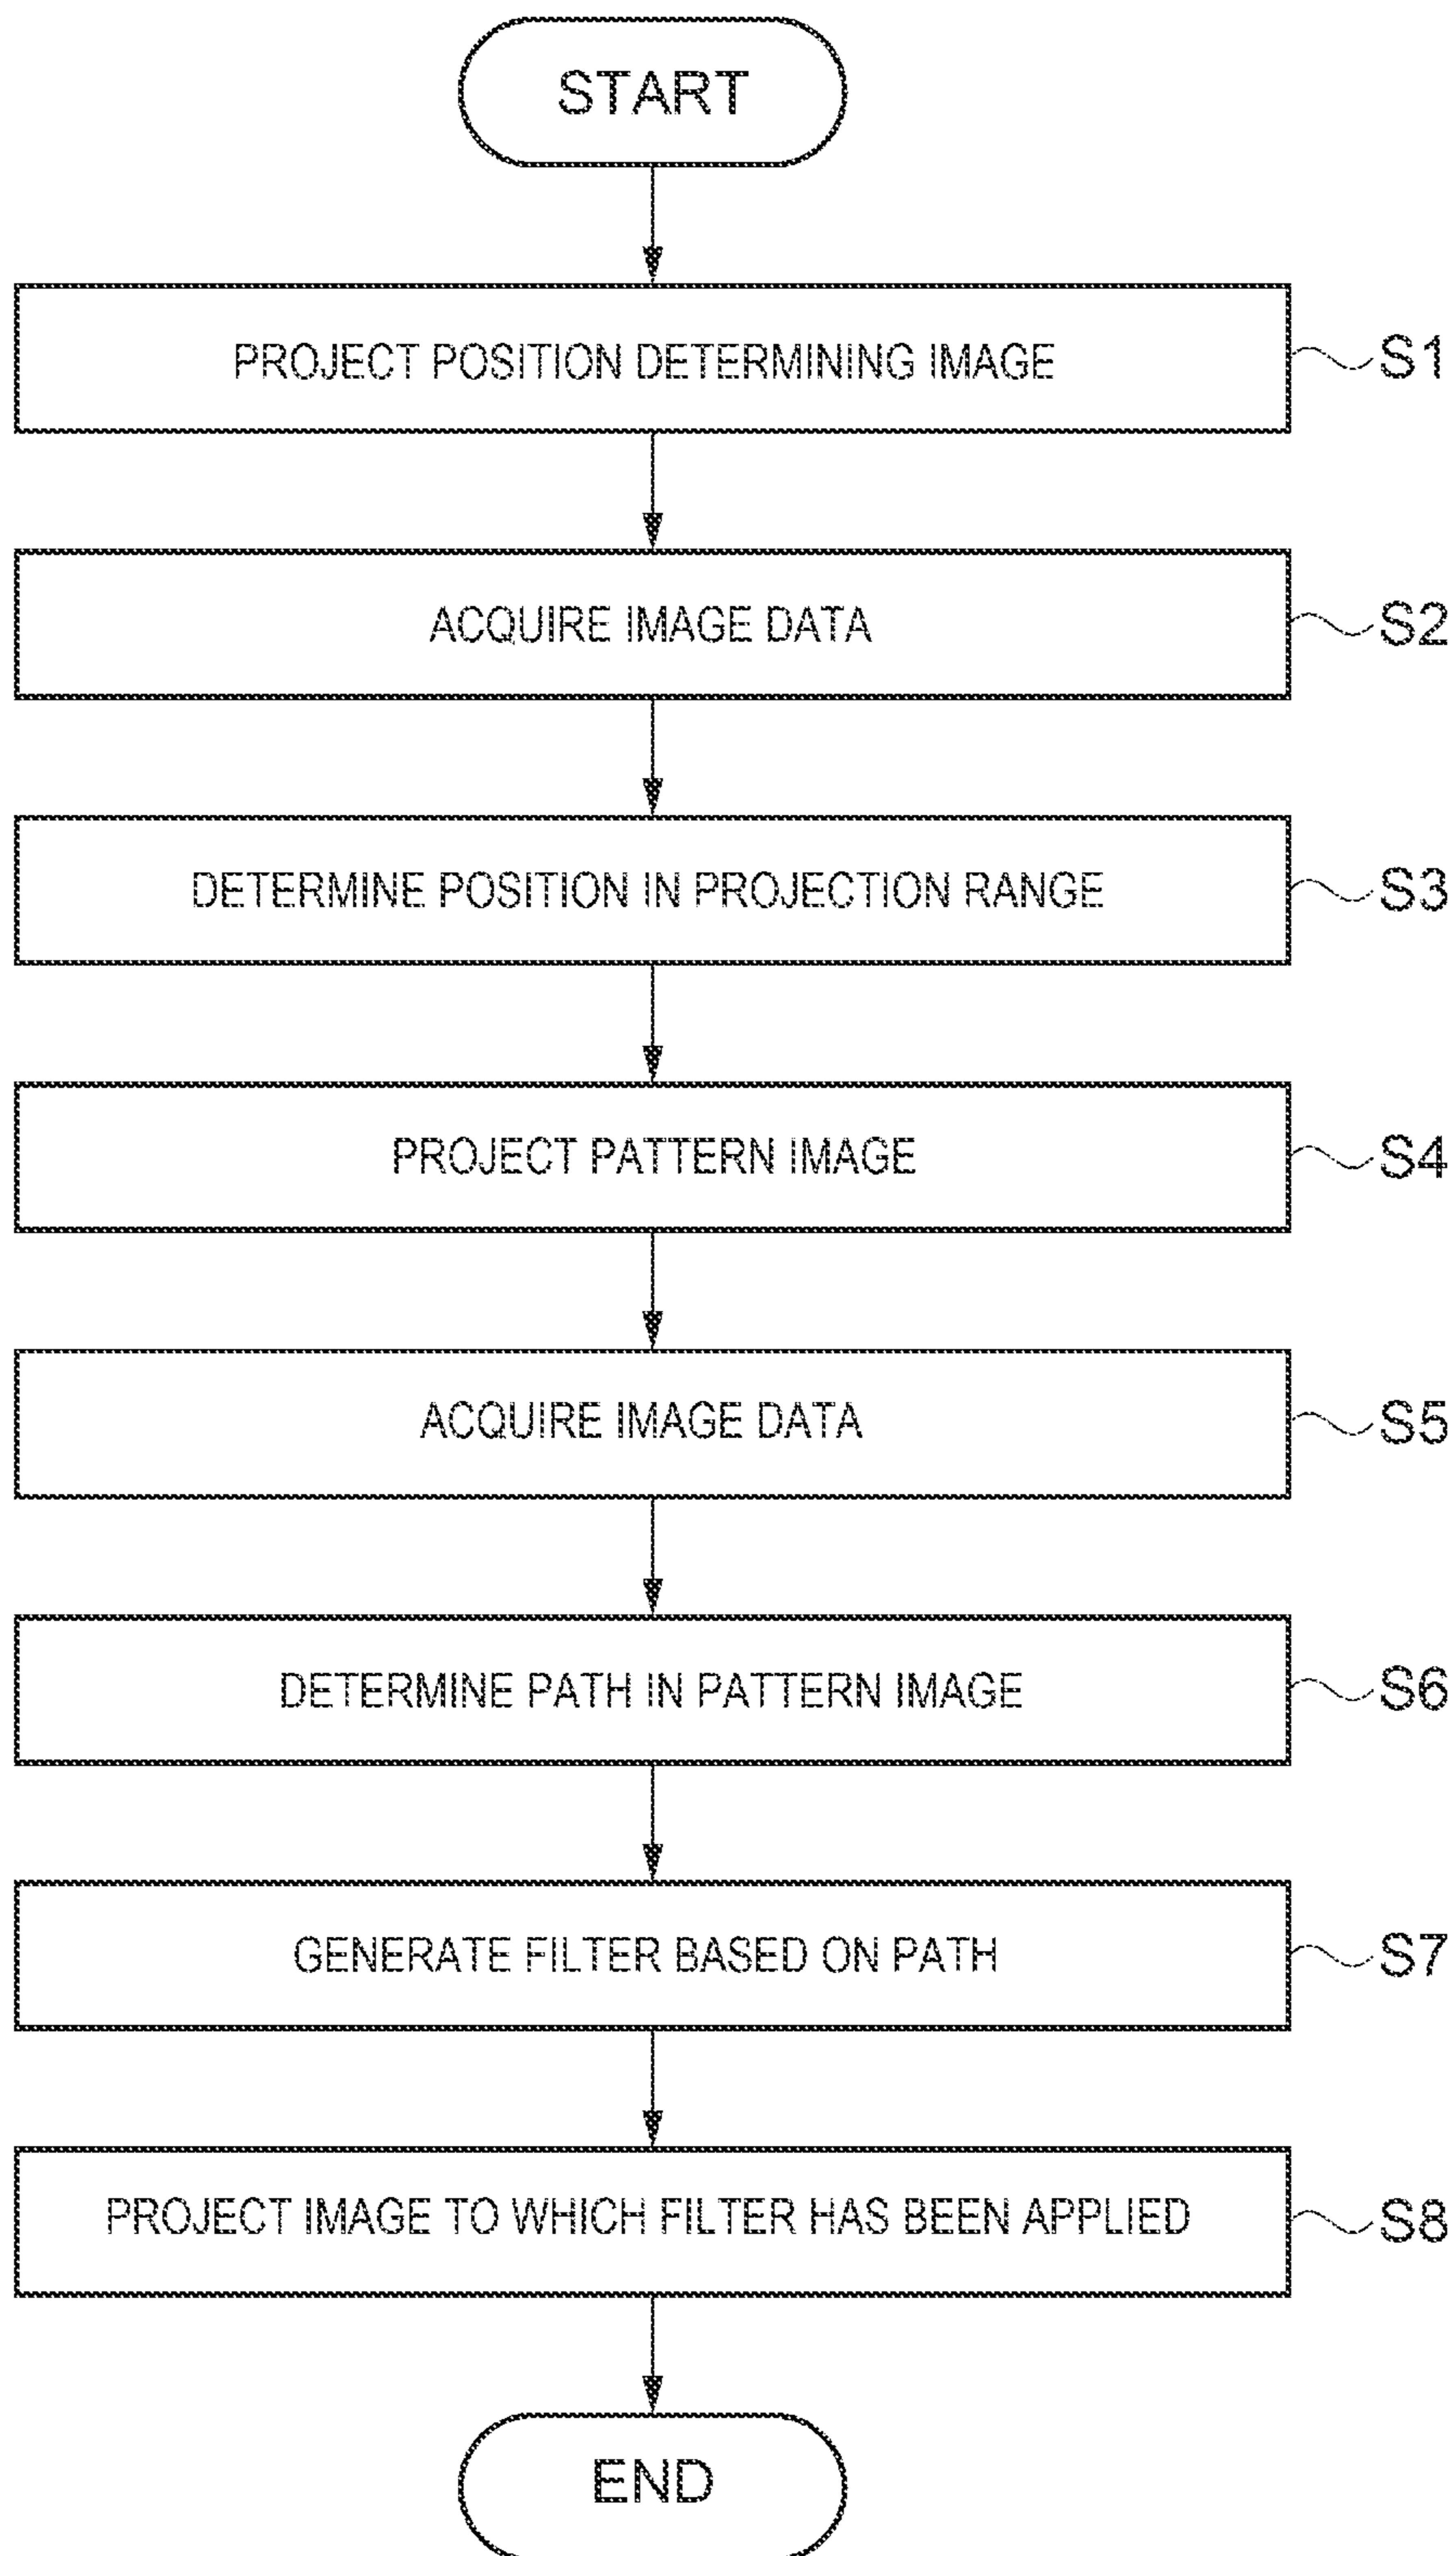 START
PROJECT POSITION DETERMINING IMAGE S1
ACQUIRE IMAGE DATA S2
DETERMINE POSITION IN PROJECTION RANGE S3
PROJECT PATTERN IMAGE S4
ACQUIRE IMAGE DATA S5
DETERMINE PATH IN PATTERN IMAGE S6
GENERATE FILTER BASED ON PATH S7
PROJECT IMAGE TO WHICH FILTER HAS BEEN APPLIED S8
END